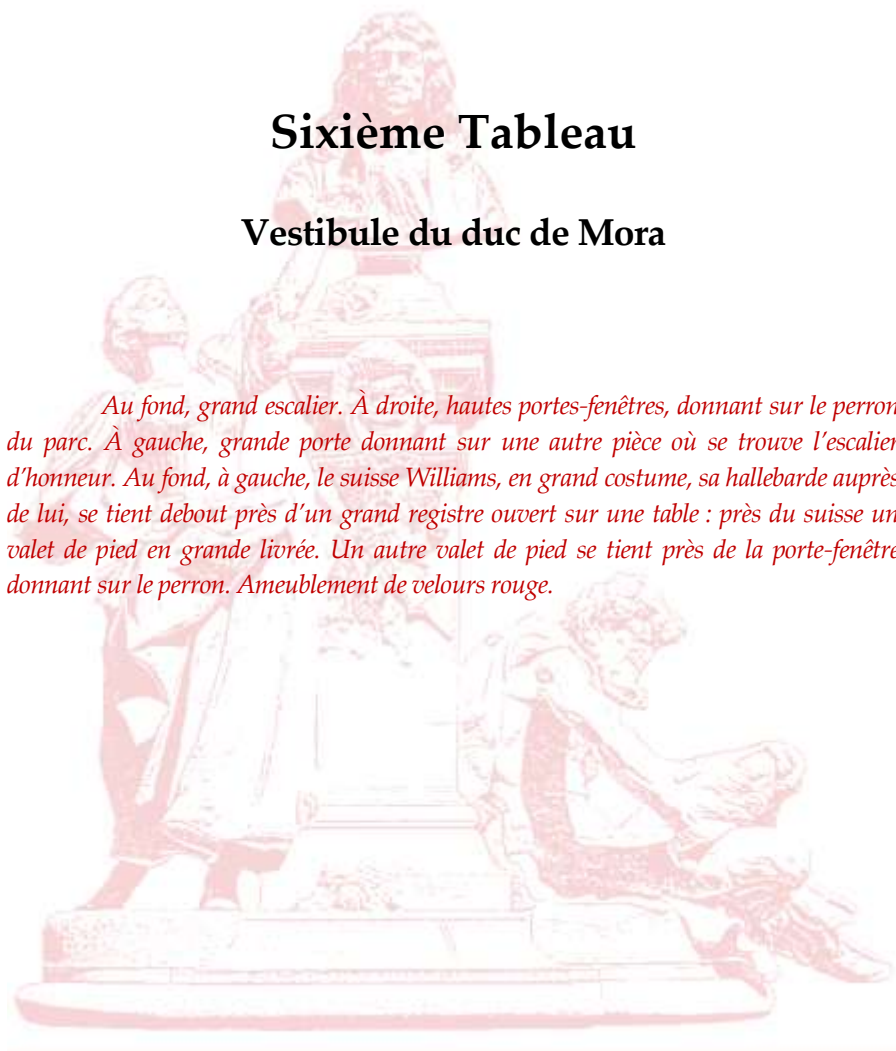 Sixième Tableau
Vestibule du duc de Mora
Au fond, grand escalier. À droite, hautes portes-fenêtres, donnant sur le perron
du parc. À gauche, grande porte donnant sur une autre pièce où se trouve l'escalier
d'honneur. Au fond, à gauche, le suisse Williams, en grand costume, sa hallebarde auprès
de lui, se tient debout près d'un grand registre ouvert sur une table : près du suisse un
valet de pied en grande livrée. Un autre valet de pied se tient près de la porte-fenêtre
donnant sur le perron. Ameublement de velours rouge.